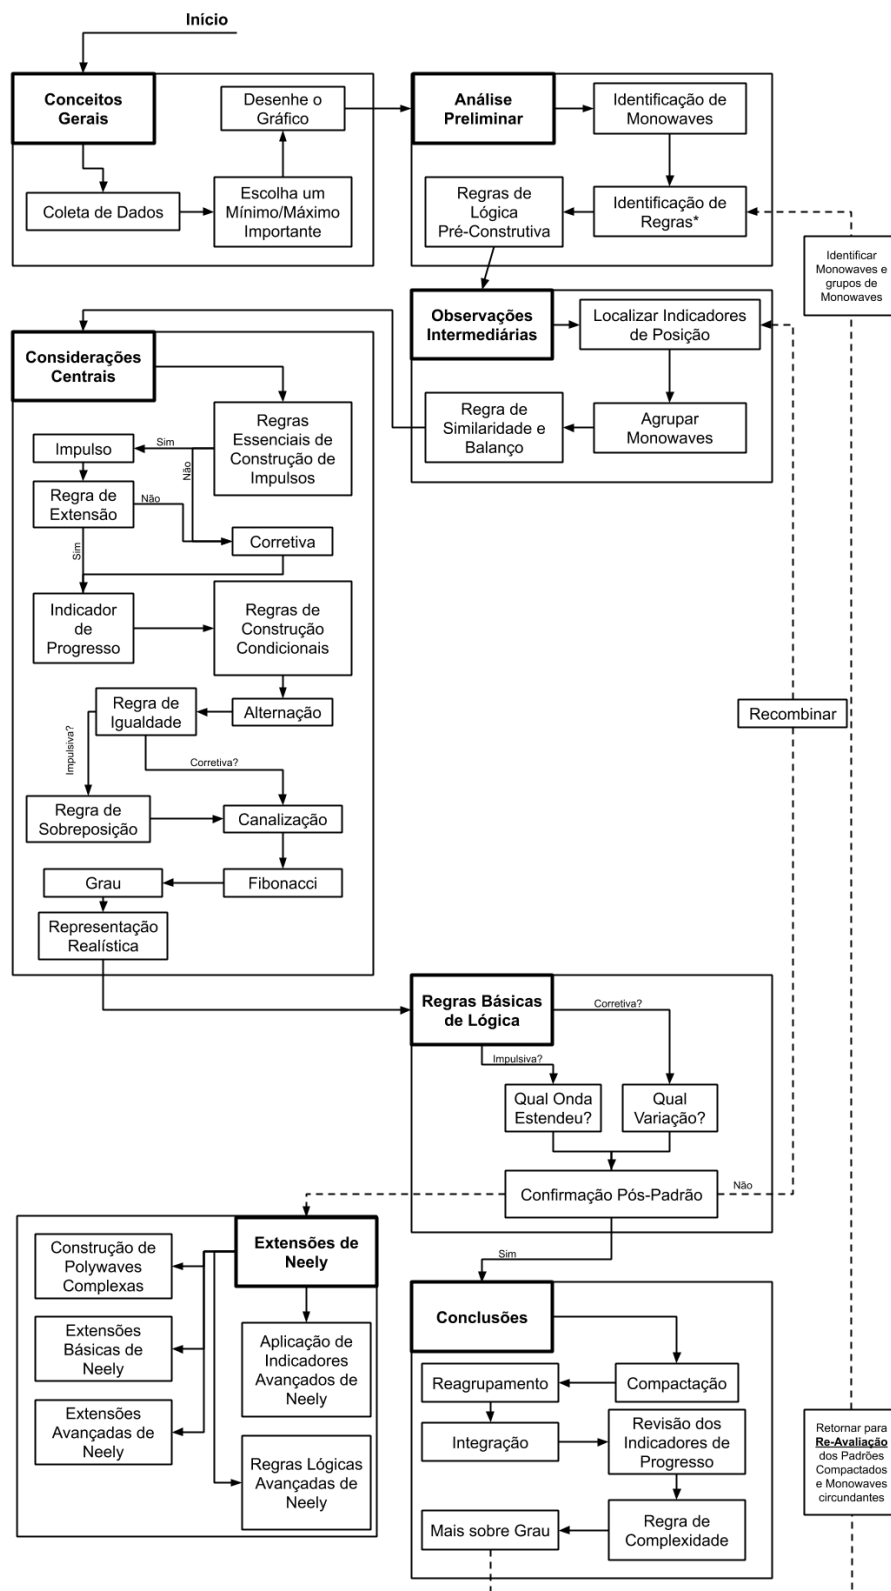 Início
Conceitos
Gerais
Desenhe o
Gráfico
Coleta de Dados
Escolha um
Mínimo/Máximo
Importante
Análise
Preliminar
Identificação de
Monowaves
Regras de
Lógica
Pré-Construtiva
Identificação de
Regras*
Identificar
Monowaves e
grupos de
Monowaves
Observações
Intermediárias
Localizar Indicadores
de Posição
Regra de
Similaridade e
Balanço
Agrupar
Monowaves
Considerações
Centrais
Regras
Essenciais de
Construção de
Impulsos
Sim
Não
Impulso
Regra de
Extensão
Não
Sim
Corretiva
Indicador
de
Progresso
Regras de
Construção
Condicionais
Regra de
Igualdade
Alternação
Impulsiva?
Corretiva?
Regra de
Sobreposição
Canalização
Grau
Fibonacci
Representação
Realística
Recombinar
Regras Básicas
de Lógica
Corretiva?
Impulsiva?
Qual Onda
Estendeu?
Qual
Variação?
Confirmação Pós-Padrão
Não
Sim
Extensões de
Neely
Construção de
Polywaves
Complexas
Extensões
Básicas de
Neely
Extensões
Avançadas de
Neely
Aplicação de
Indicadores
Avançados de Neely
Regras Lógicas
Avançadas de
Neely
Conclusões
Reagrupamento
Compactação
Integração
Revisão dos
Indicadores de
Progresso
Mais sobre Grau
Regra de
Complexidade
Retornar para
Re-Avaliação
dos Padrões
Compactados
e Monowaves
circundantes